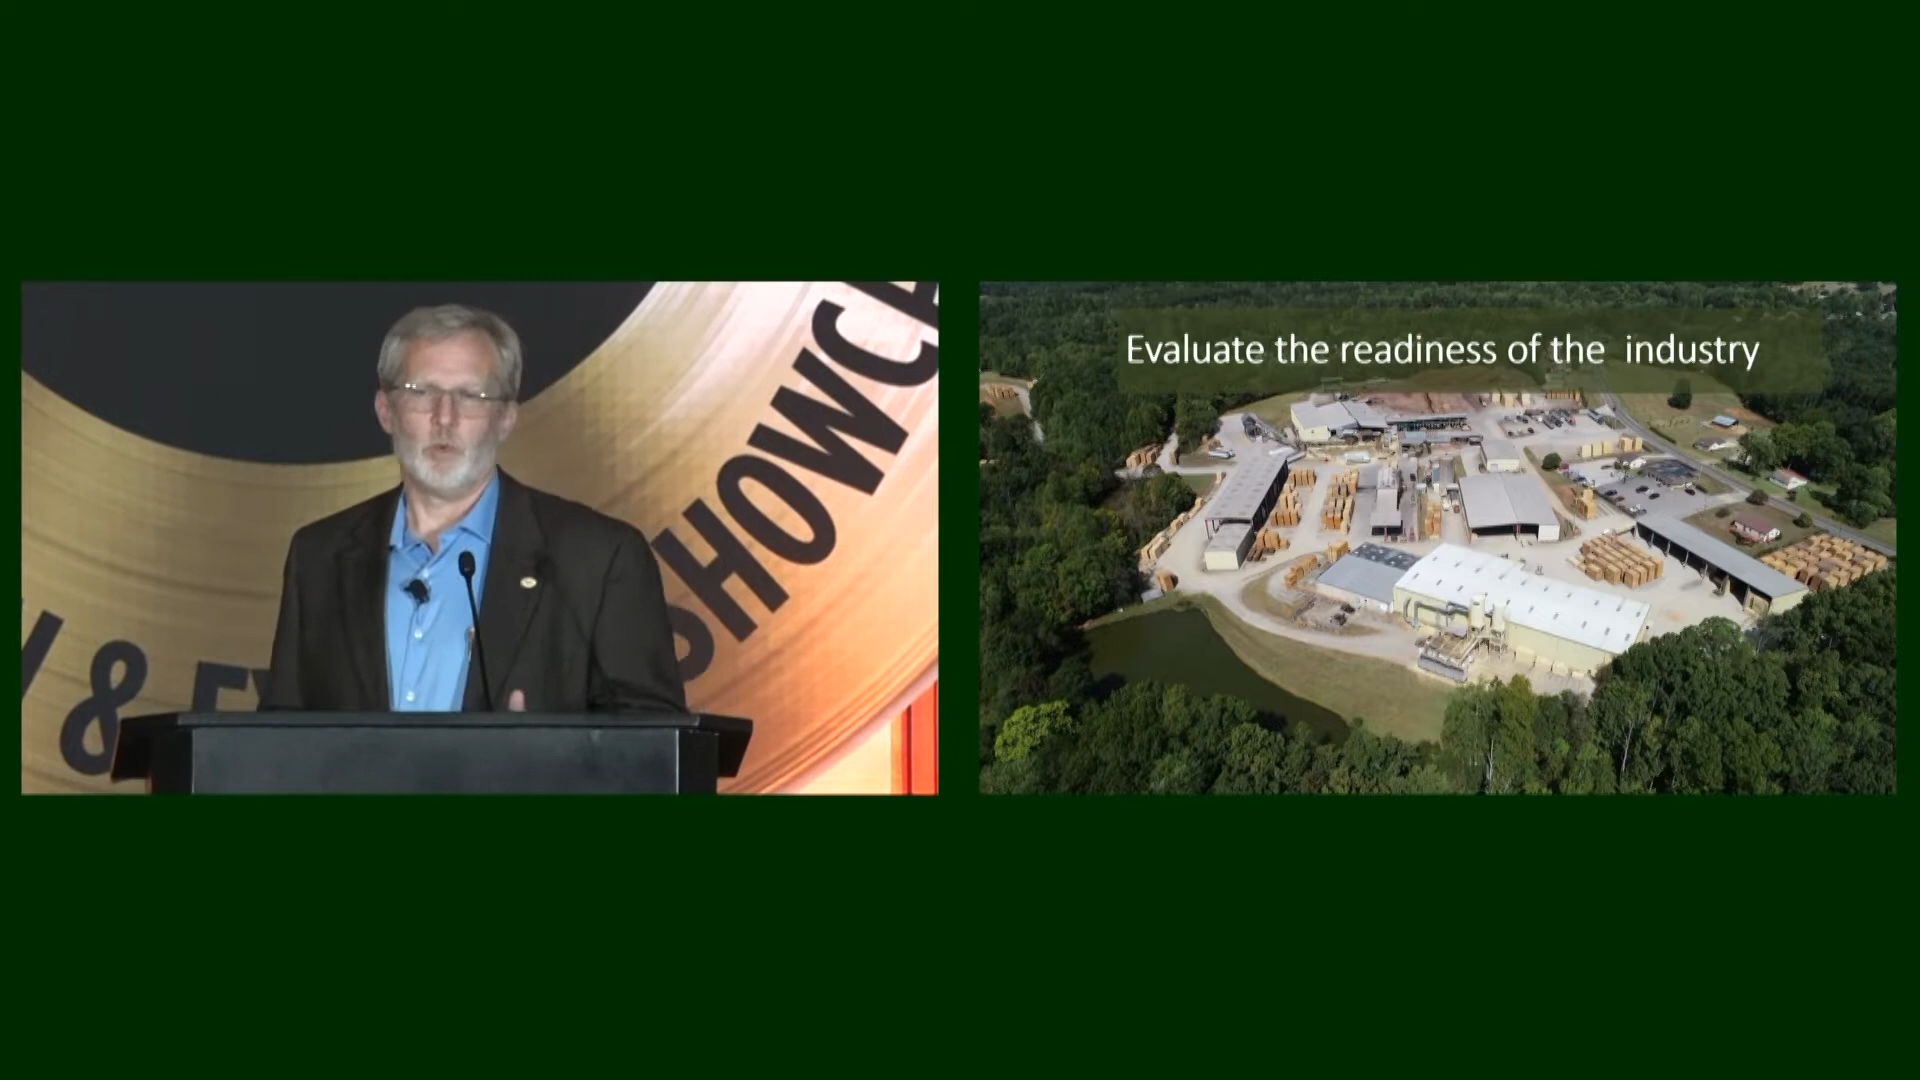 & E
SHOWC
Evaluate the readiness of the industry